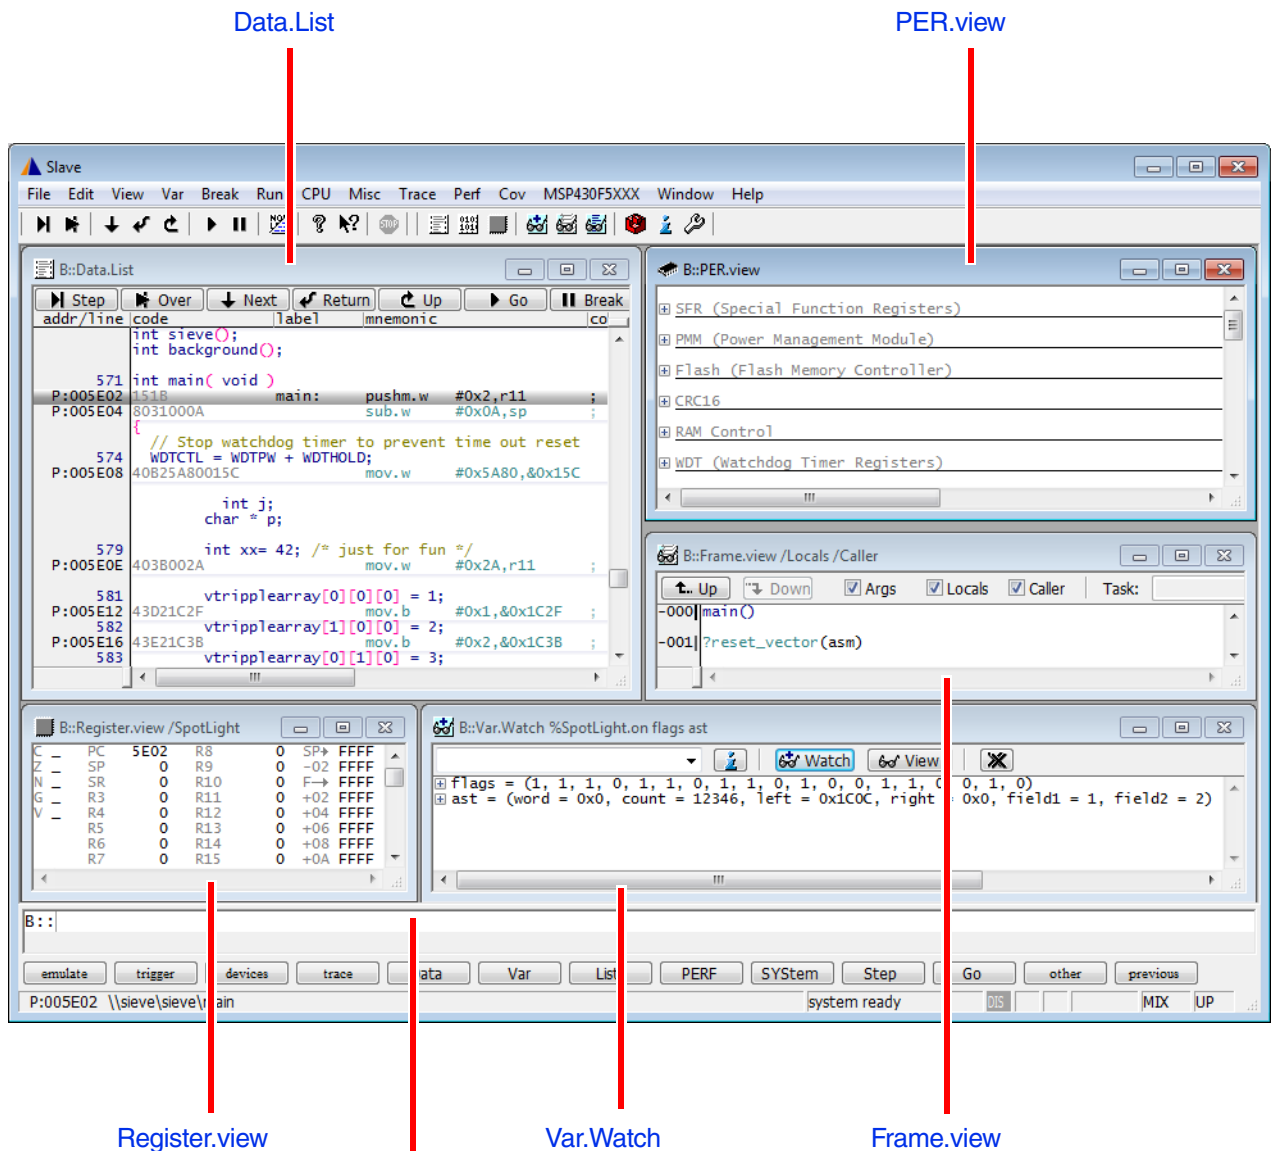 Data.List PER.view
Slave
File Edit View Var Break Run CPU Misc Trace Perf Cov MSP430F5XXX Window Help
B::Data.List
Step Over Next Return Up Go Break
addr/line code label mnemonic co
int sieve();
int background();
571 int main( void )
P:005E02 151B main: pushm.w #0x2,r11 ;
P:005E04 8031000A sub.w #0x0A,sp ;
{
// Stop watchdog timer to prevent time out reset
574 WDTCTL = WDTPW + WDTHOLD;
P:005E08 40B25A80015C mov.w #0x5A80,&0x15C
int j;
char * p;
579 int xx= 42; /* just for fun */
P:005E0E 403B002A mov.w #0x2A,r11 ;
581 vtripplearray[0][0][0] = 1;
P:005E12 43D21C2F mov.b #0x1,&0x1C2F ;
582 vtripplearray[1][0][0] = 2;
P:005E16 43E21C3B mov.b #0x2,&0x1C3B ;
583 vtripplearray[0][1][0] = 3;
B::PER.view
SFR (Special Function Registers)
PMM (Power Management Module)
Flash (Flash Memory Controller)
CRC16
RAM Control
WDT (Watchdog Timer Registers)
B::Frame.view /Locals /Caller
Up Down Args Locals Caller Task:
-000 main()
-001 ?reset_vector(asm)
B::Register.view /SpotLight
C _ PC 5E02 R8 0 SP FFFF
Z _ SP 0 R9 0 -02 FFFF
N _ SR 0 R10 0 F FFFF
G _ R3 0 R11 0 +02 FFFF
V _ R4 0 R12 0 +04 FFFF
R5 0 R13 0 +06 FFFF
R6 0 R14 0 +08 FFFF
R7 0 R15 0 +0A FFFF
B::Var.Watch %SpotLight.on flags ast
Watch View
flags = (1, 1, 1, 0, 1, 1, 0, 1, 1, 0, 1, 0, 0, 1, 1, 0, 0, 1, 0)
ast = (word = 0x0, count = 12346, left = 0x1C0C, right = 0x0, field1 = 1, field2 = 2)
B::
emulate trigger devices trace Data Var List PERF SYStem Step Go other previous
P:005E02 \\sieve\sieve\main system ready DIS MIX UP
Register.view Var.Watch Frame.view